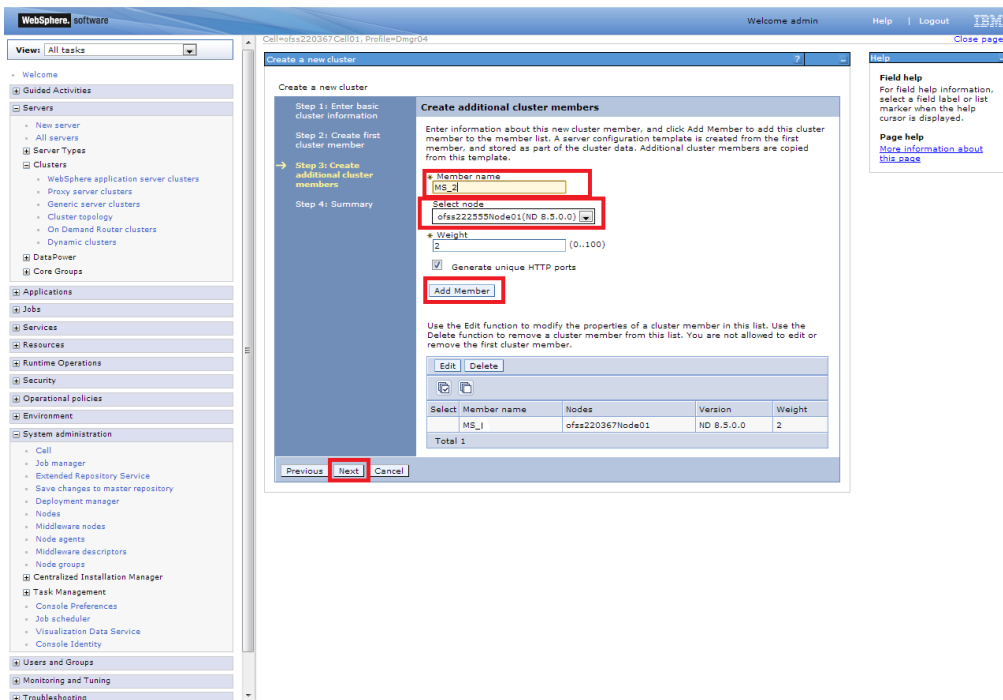 WebSphere. software
Welcome admin
Help | Logout
IBM
View: All tasks
Cell=ofss220367Cell01, Profile=Dmgr04
Close page
Welcome
Guided Activities
Servers
New server
All servers
Server Types
Clusters
WebSphere application server clusters
Proxy server clusters
Generic server clusters
Cluster topology
On Demand Router clusters
Dynamic clusters
DataPower
Core Groups
Applications
Jobs
Services
Resources
Runtime Operations
Security
Operational policies
Environment
System administration
Cell
Job manager
Extended Repository Service
Save changes to master repository
Deployment manager
Nodes
Middleware nodes
Node agents
Middleware descriptors
Node groups
Centralized Installation Manager
Task Management
Console Preferences
Job scheduler
Visualization Data Service
Console Identity
Users and Groups
Monitoring and Tuning
Troubleshooting
Create a new cluster
?
Create a new cluster
Step 1: Enter basic
cluster information
Step 2: Create first
cluster member
Step 3: Create
additional cluster
members
Step 4: Summary
Create additional cluster members
Enter information about this new cluster member, and click Add Member to add this cluster
member to the member list. A server configuration template is created from the first
member, and stored as part of the cluster data. Additional cluster members are copied
from this template.
* Member name
MS_2
Select node
ofss222555Node01(ND 8.5.0.0)
* Weight
2 (0..100)
Generate unique HTTP ports
Add Member
Use the Edit function to modify the properties of a cluster member in this list. Use the
Delete function to remove a cluster member from this list. You are not allowed to edit or
remove the first cluster member.
Edit Delete
Select Member name Nodes Version Weight
MS_I ofss220367Node01 ND 8.5.0.0 2
Total 1
Previous Next Cancel
Help
Field help
For field help information,
select a field label or list
marker when the help
cursor is displayed.
Page help
More information about
this page